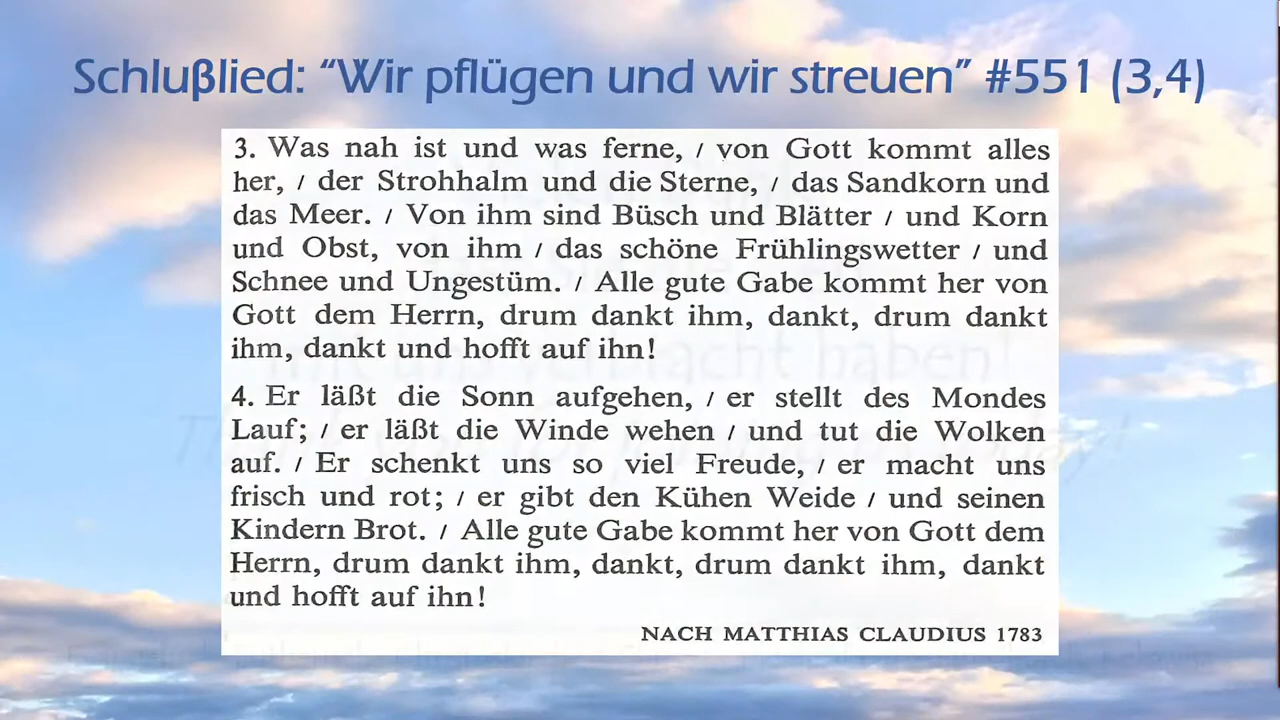 Schlußlied: “Wir pflügen und wir streuen” #551 (3,4)
3. Was nah ist und was ferne, / von Gott kommt alles
her, / der Strohhalm und die Sterne, / das Sandkorn und
das Meer. / Von ihm sind Büsch und Blätter / und Korn
und Obst, von ihm / das schöne Frühlingswetter / und
Schnee und Ungestüm. / Alle gute Gabe kommt her von
Gott dem Herrn, drum dankt ihm, dankt, drum dankt
ihm, dankt und hofft auf ihn!
4. Er läßt die Sonn aufgehen, / er stellt des Mondes
Lauf; / er läßt die Winde wehen / und tut die Wolken
auf. / Er schenkt uns so viel Freude, / er macht uns
frisch und rot; / er gibt den Kühen Weide / und seinen
Kindern Brot. / Alle gute Gabe kommt her von Gott dem
Herrn, drum dankt ihm, dankt, drum dankt ihm, dankt
und hofft auf ihn!
NACH MATTHIAS CLAUDIUS 1783